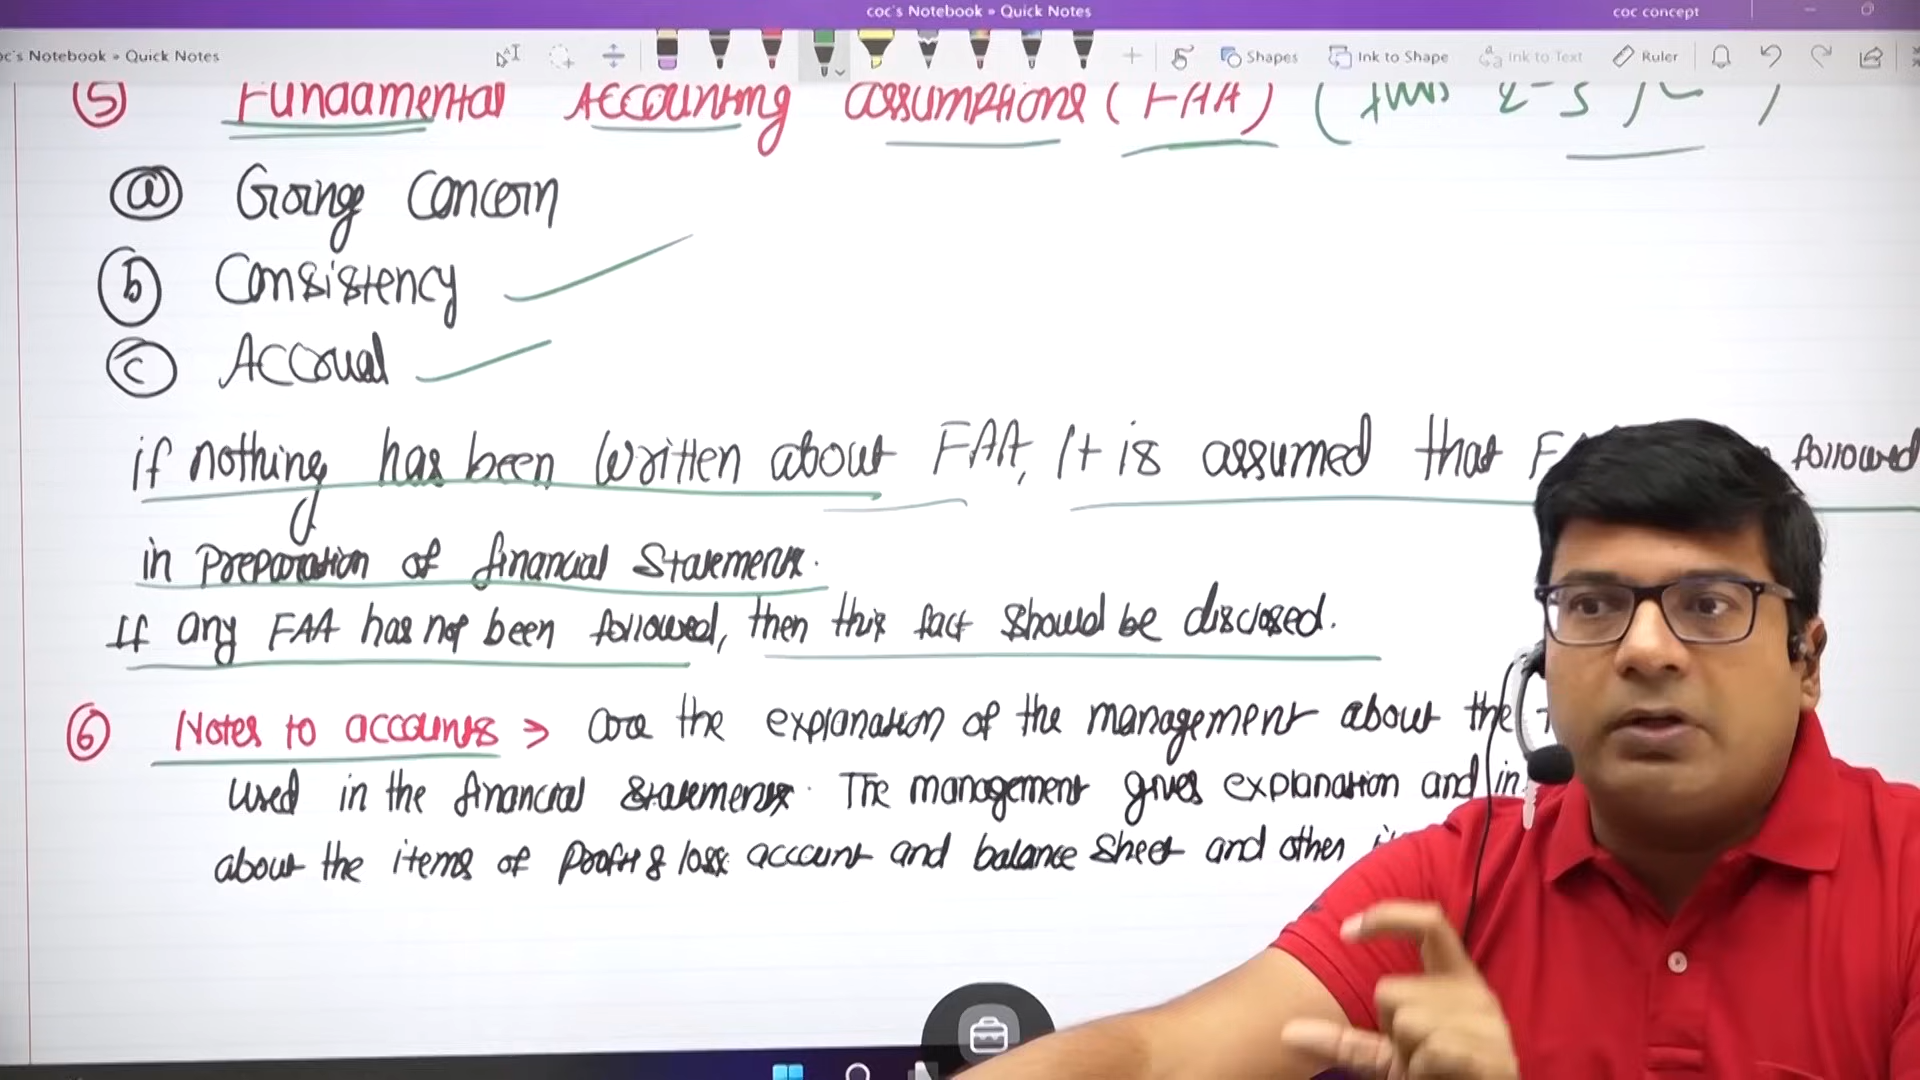 coc's Notebook » Quick Notes
coc concept
oc's Notebook » Quick Notes
Shapes
Ink to Shape
Ink to Text
Ruler
⑤ Fundamental Accounting assumptions (FAA) (
ⓐ Going Concern
ⓑ Consistency
ⓒ Accrual
if nothing has been written about FAA, It is assumed that followed
in preparation of financial statements.
If any FAA has not been followed, then this fact should be disclosed.
⑥ Notes to accounts → are the explanation of the management about the
used in the financial statements. The management gives explanation and in
about the items of profit & loss account and balance sheet and other